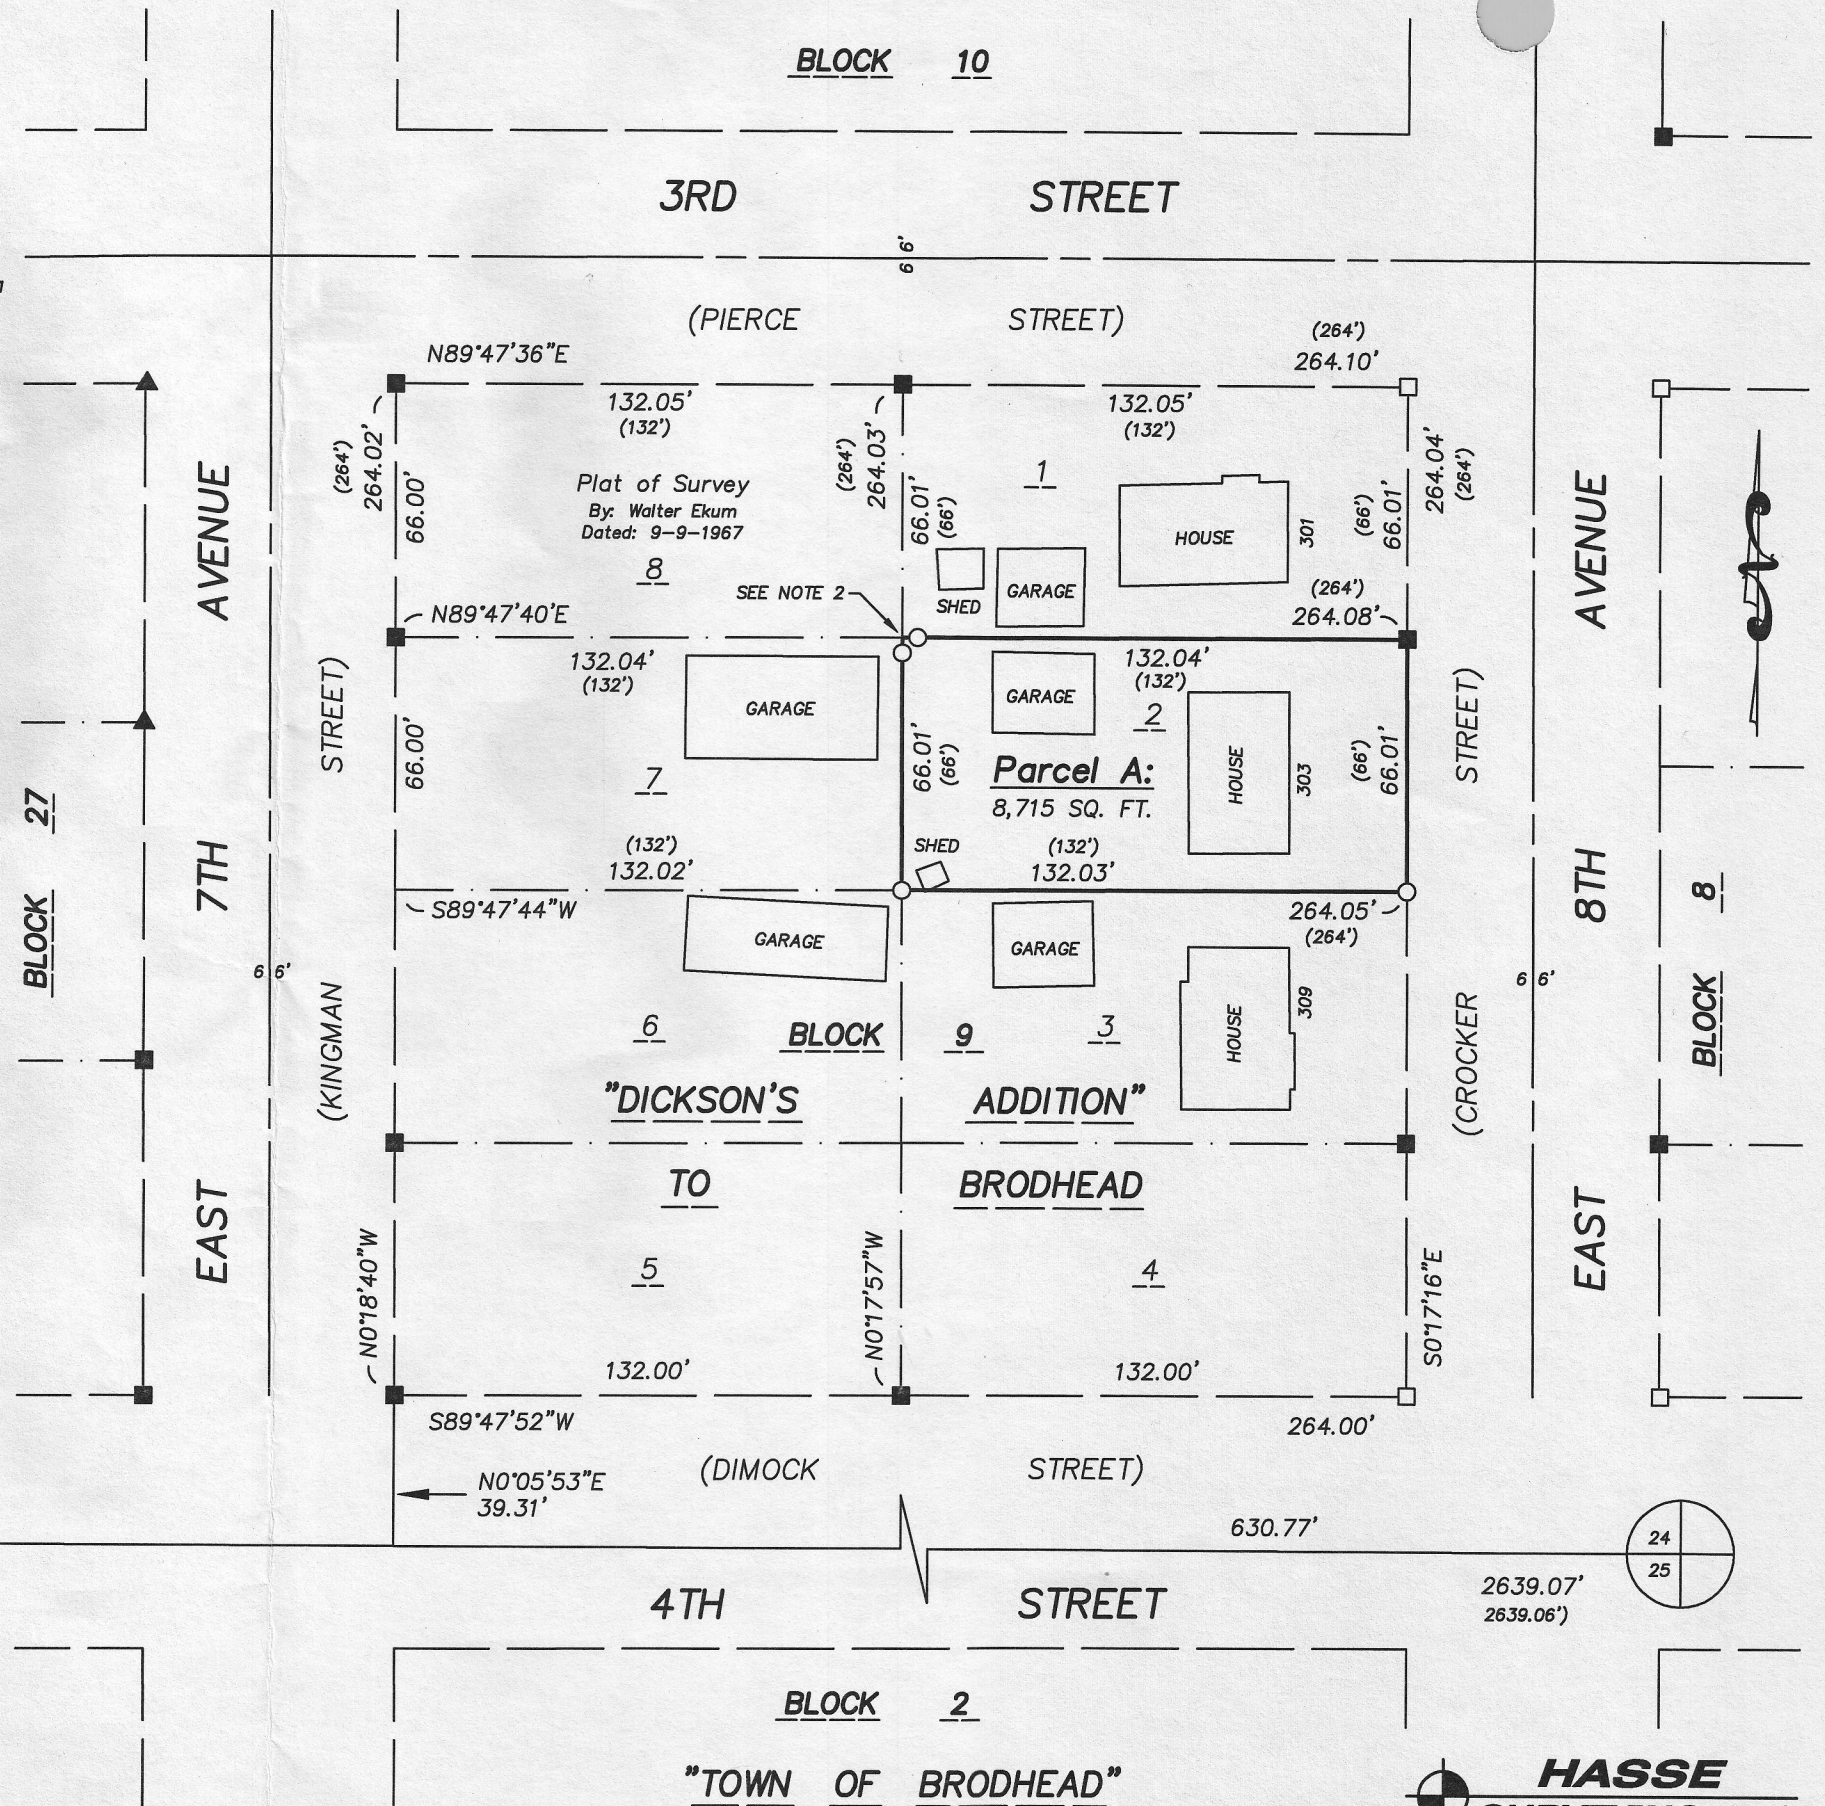 BLOCK 10
3RD STREET
6 6'
(PIERCE STREET)
(264')
264.10'
N89°47'36"E
132.05'
(132')
132.05'
(132')
(264')
264.02'
66.00'
(264')
264.03'
66.01'
(66')
(66')
66.01'
264.04'
(264')
Plat of Survey
By: Walter Ekum
Dated: 9-9-1967
8
1
HOUSE
301
GARAGE
SHED
SEE NOTE 2
N89°47'40"E
(264')
264.08'
132.04'
(132')
132.04'
(132')
GARAGE
GARAGE
2
66.00'
66.01'
(66')
(66')
66.01'
7
Parcel A:
8,715 SQ. FT.
HOUSE
303
SHED
(132')
132.02'
(132')
132.03'
S89°47'44"W
264.05'
(264')
GARAGE
GARAGE
HOUSE
309
6
BLOCK 9
3
"DICKSON'S ADDITION"
TO BRODHEAD
5
4
N0°18'40"W
N0°17'57"W
S0°17'16"E
132.00'
132.00'
S89°47'52"W
264.00'
(DIMOCK STREET)
N0°05'53"E
39.31'
630.77'
24
25
2639.07'
2639.06')
4TH STREET
BLOCK 2
"TOWN OF BRODHEAD"
HASSE
BLOCK 27
EAST 7TH AVENUE
6 6'
(KINGMAN STREET)
(CROCKER STREET)
6 6'
EAST 8TH AVENUE
BLOCK 8